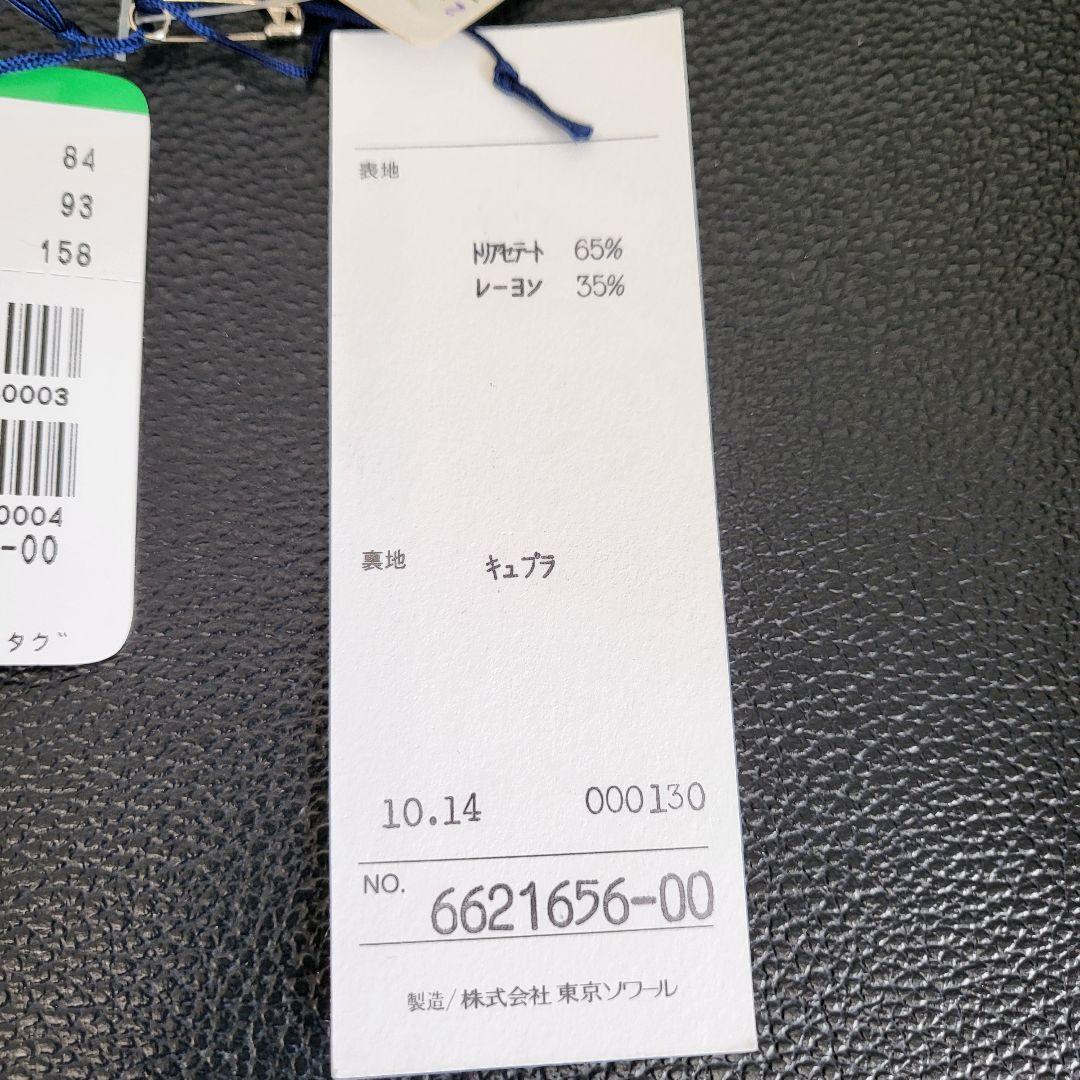 84
93
158
0003
0004
-00
タグ
表地
トリアセテート 65%
レーヨン 35%
裏地 キュプラ
10.14 000130
NO. 6621656-00
製造/株式会社 東京ソワール